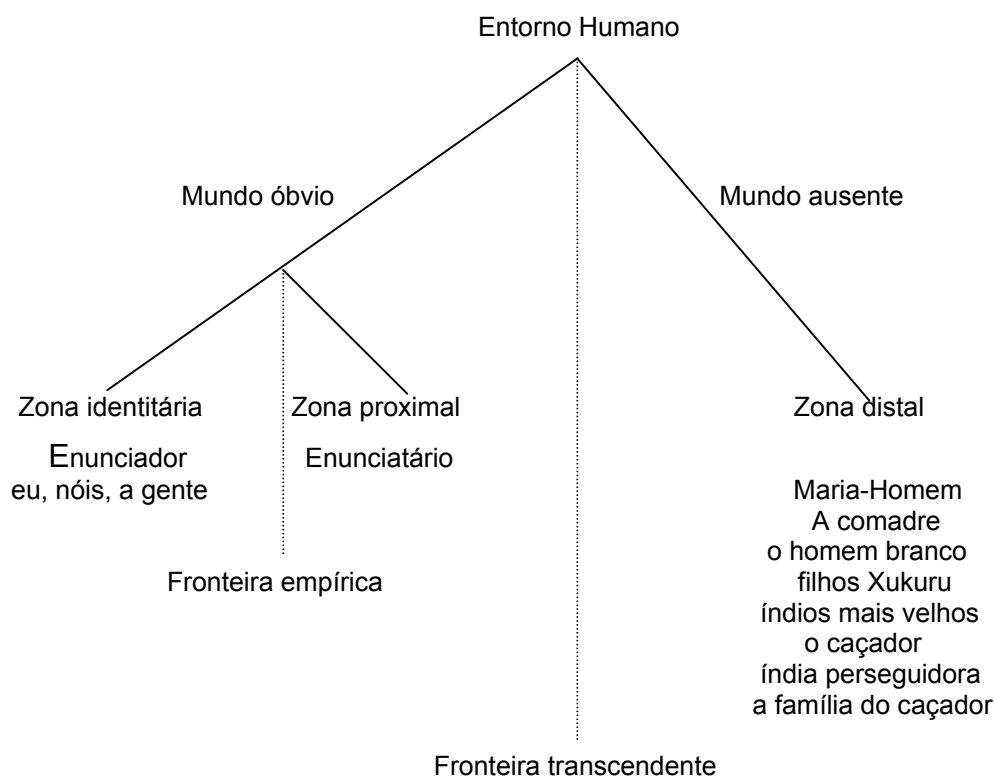 Entorno Humano
Mundo óbvio
Mundo ausente
Zona identitária
Zona proximal
Zona distal
Enunciador
Enunciatário
eu, nóis, a gente
Maria-Homem
A comadre
o homem branco
filhos Xukuru
índios mais velhos
o caçador
índia perseguidora
a família do caçador
Fronteira empírica
Fronteira transcendente